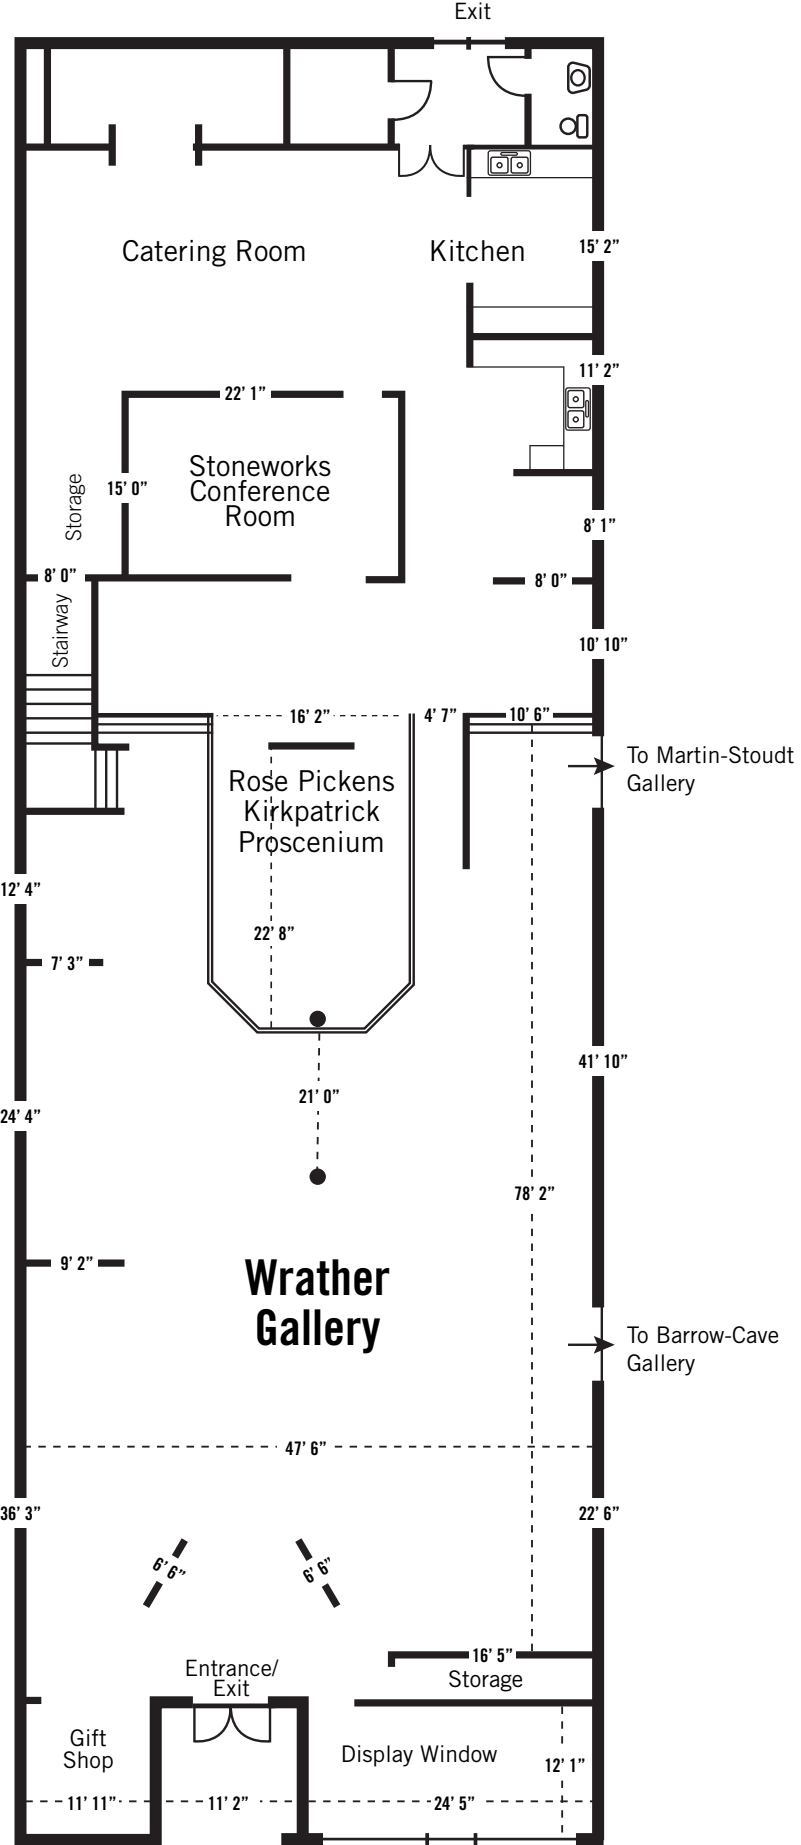 Exit
Catering Room
Kitchen
15’ 2”
11’ 2”
22’ 1”
Stoneworks
Conference
Room
15’ 0”
Storage
8’ 1”
8’ 0”
8’ 0”
Stairway
10’ 10”
16’ 2”
4’ 7”
10’ 6”
To Martin-Stoudt
Gallery
Rose Pickens
Kirkpatrick
Proscenium
12’ 4”
22’ 8”
7’ 3”
41’ 10”
21’ 0”
24’ 4”
78’ 2”
9’ 2”
Wrather
Gallery
To Barrow-Cave
Gallery
47’ 6”
36’ 3”
22’ 6”
6’ 6”
6’ 6”
16’ 5”
Entrance/
Exit
Storage
Gift
Shop
Display Window
12’ 1”
11’ 11”
11’ 2”
24’ 5”